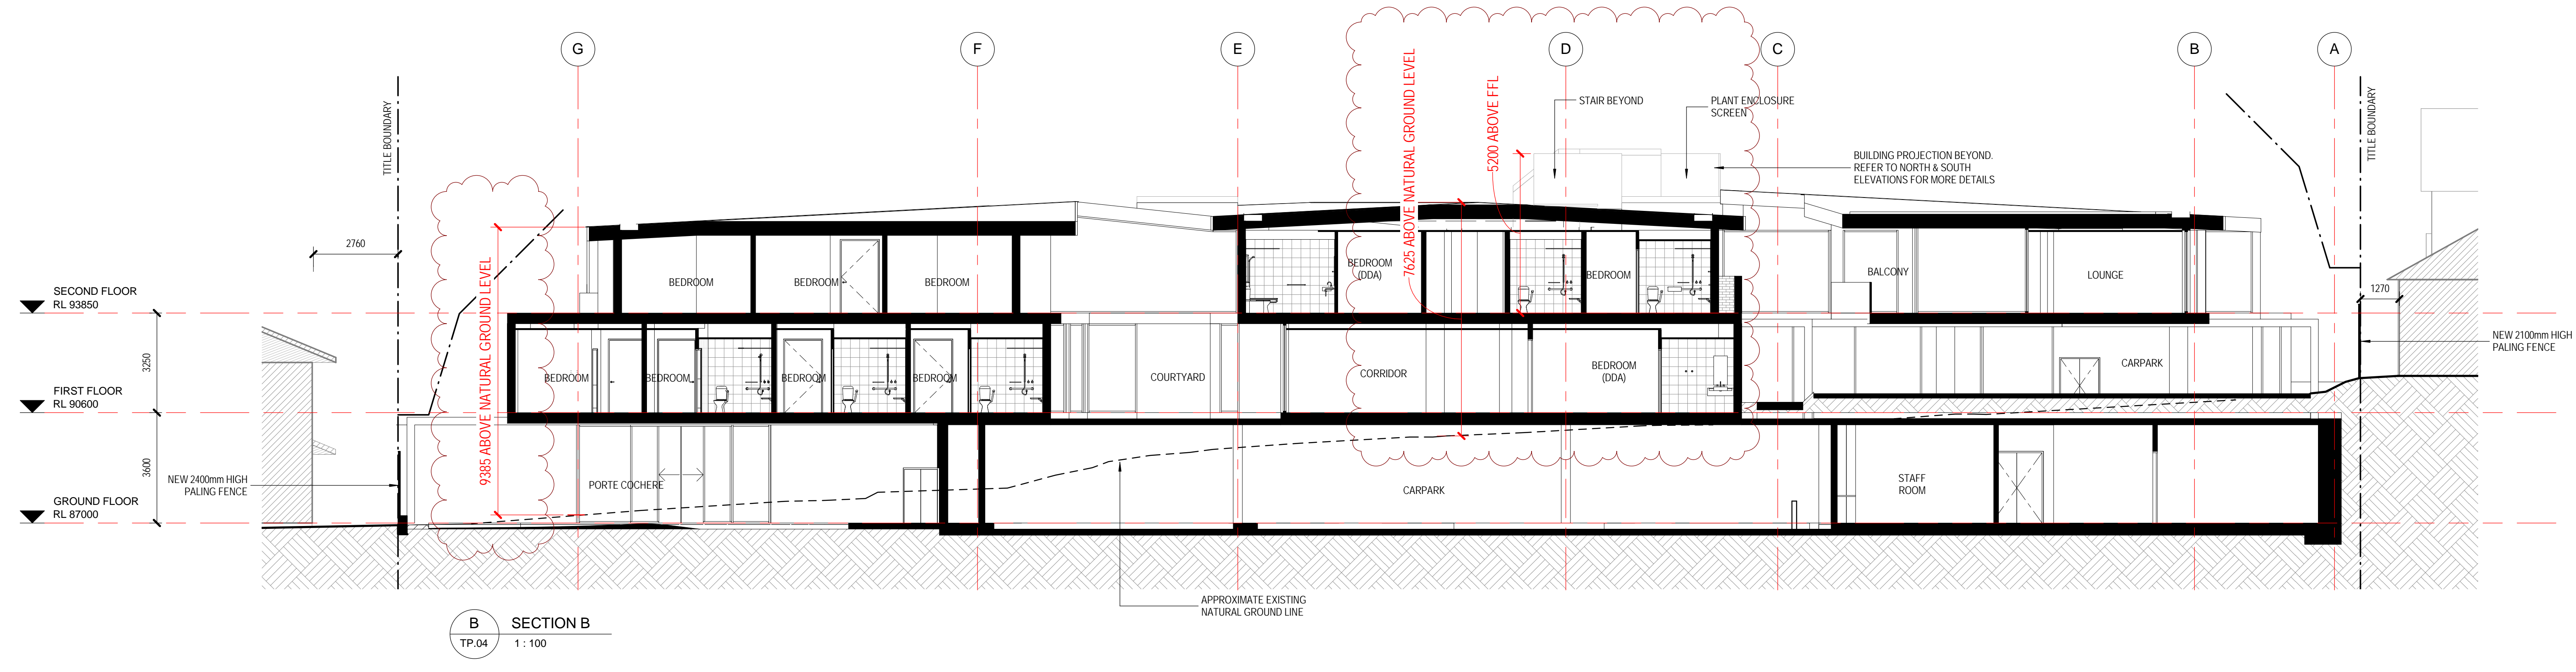 G
F
E
D
C
B
A
TITLE BOUNDARY
9385 ABOVE NATURAL GROUND LEVEL
7625 ABOVE NATURAL GROUND LEVEL
5200 ABOVE FFL
STAIR BEYOND
PLANT ENCLOSURE
SCREEN
BUILDING PROJECTION BEYOND.
REFER TO NORTH & SOUTH
ELEVATIONS FOR MORE DETAILS
TITLE BOUNDARY
2760
1270
SECOND FLOOR
RL 93850
3250
FIRST FLOOR
RL 90600
3600
GROUND FLOOR
RL 87000
NEW 2400mm HIGH
PALING FENCE
NEW 2100mm HIGH
PALING FENCE
BEDROOM
BEDROOM
BEDROOM
BEDROOM
(DDA)
BEDROOM
BALCONY
LOUNGE
BEDROOM
BEDROOM
BEDROOM
BEDROOM
COURTYARD
CORRIDOR
BEDROOM
(DDA)
CARPARK
PORTE COCHERE
CARPARK
STAFF
ROOM
APPROXIMATE EXISTING
NATURAL GROUND LINE
B
TP.04
SECTION B
1 : 100